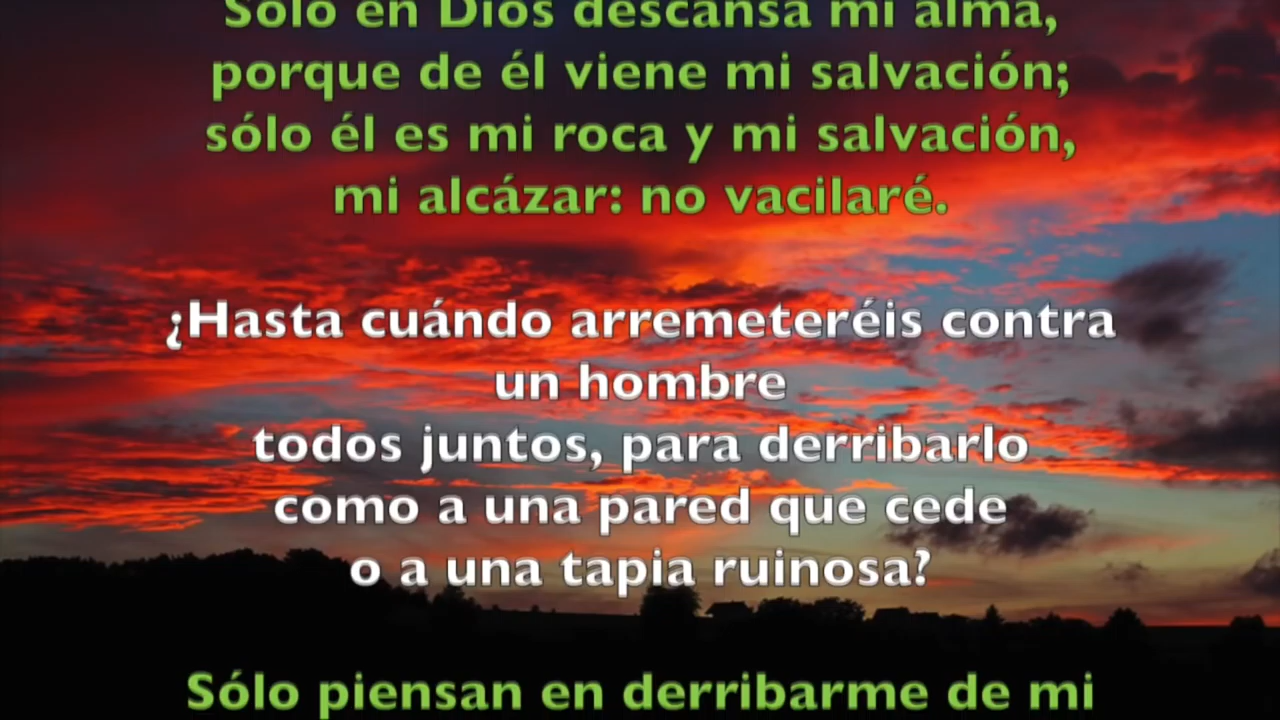 Sólo en Dios descansa mi alma,
porque de él viene mi salvación;
sólo él es mi roca y mi salvación,
mi alcázar: no vacilaré.
¿Hasta cuándo arremeteréis contra
un hombre
todos juntos, para derribarlo
como a una pared que cede
o a una tapia ruinosa?
Sólo piensan en derribarme de mi